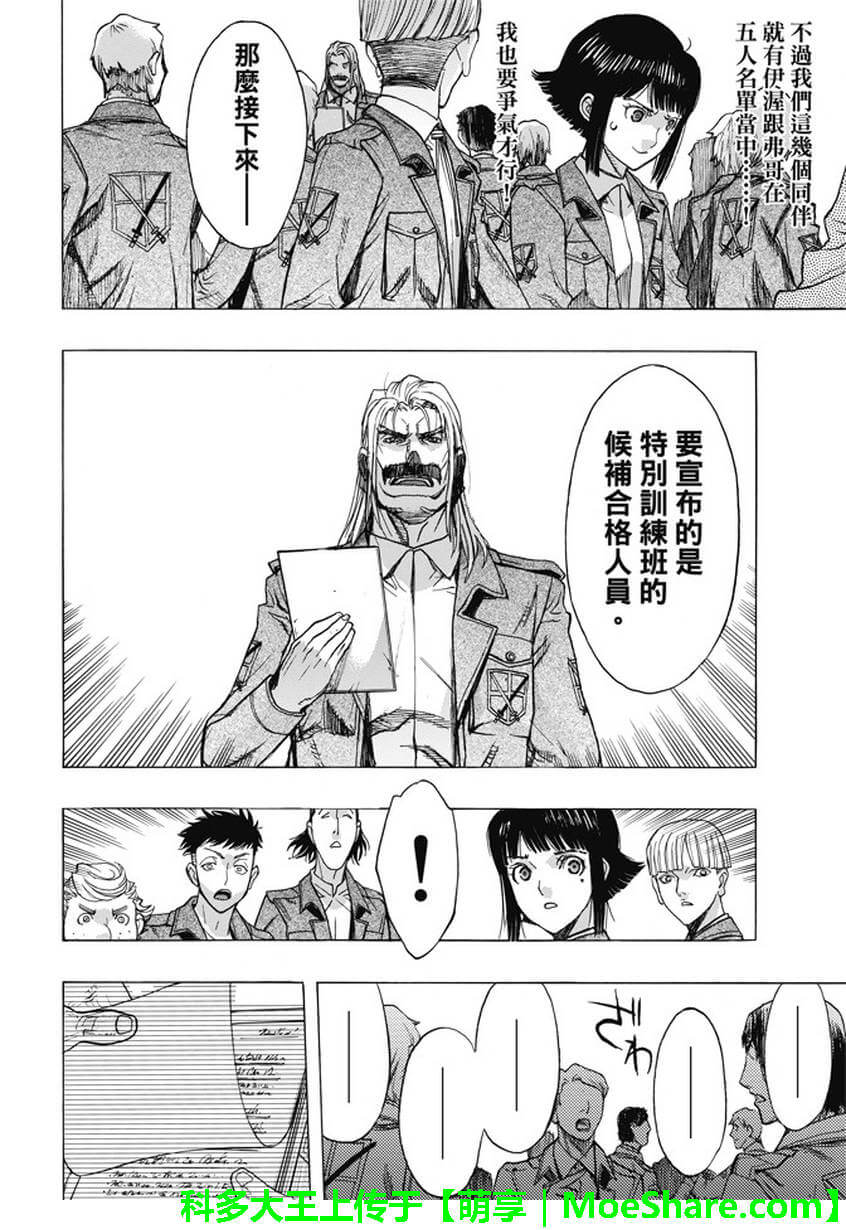 不過我們這幾個同伴
就有伊渥跟弗哥在
五人名單當中……！
我也要爭氣才行！
那麼接下來——
要宣布的是
特別訓練班的
候補合格人員。
！
ざわ
科多大王上传于【萌享｜MoeShare.com】